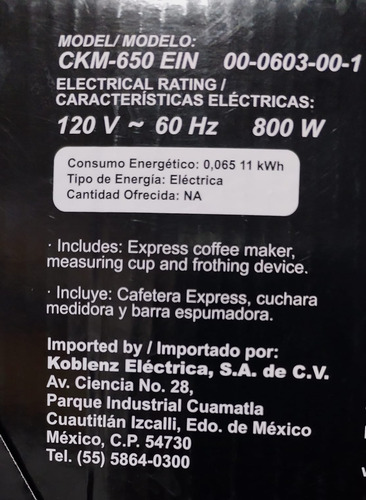 MODEL/ MODELO:
CKM-650 EIN 00-0603-00-1
ELECTRICAL RATING /
CARACTERÍSTICAS ELÉCTRICAS:
120 V ~ 60 Hz 800 W
Consumo Energético: 0,065 11 kWh
Tipo de Energía: Eléctrica
Cantidad Ofrecida: NA
· Includes: Express coffee maker,
measuring cup and frothing device.
· Incluye: Cafetera Express, cuchara
medidora y barra espumadora.
Imported by / Importado por:
Koblenz Eléctrica, S.A. de C.V.
Av. Ciencia No. 28,
Parque Industrial Cuamatla
Cuautitlán Izcalli, Edo. de México
México, C.P. 54730
Tel. (55) 5864-0300